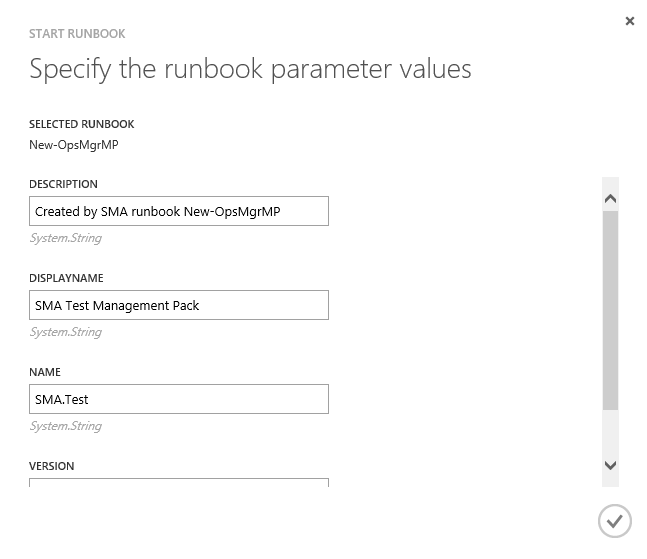 START RUNBOOK
Specify the runbook parameter values
SELECTED RUNBOOK
New-OpsMgrMP
DESCRIPTION
Created by SMA runbook New-OpsMgrMP
System.String
DISPLAYNAME
SMA Test Management Pack
System.String
NAME
SMA.Test
System.String
VERSION